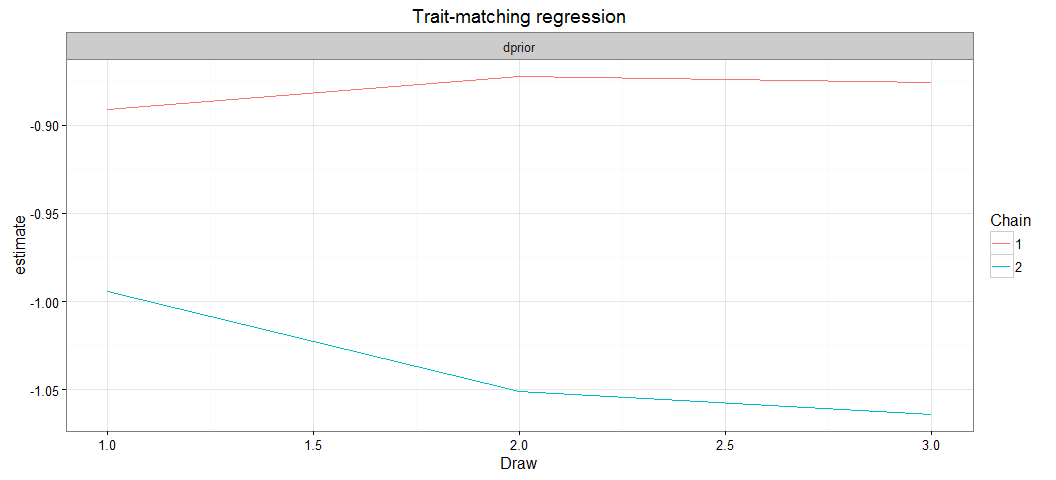 Trait-matching regression
dprior
-0.90
-0.95
-1.00
-1.05
estimate
1.0
1.5
2.0
2.5
3.0
Draw
Chain
1
2